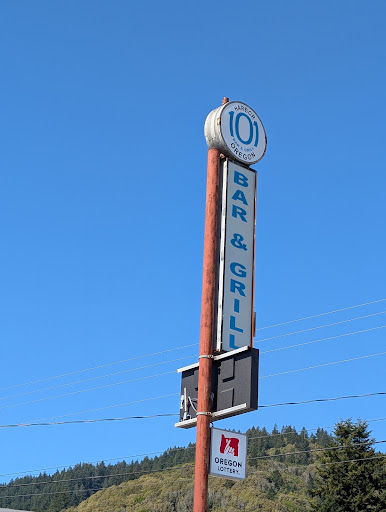 HARBOR
101
OREGON
BAR & GRILL
OREGON
LOTTERY